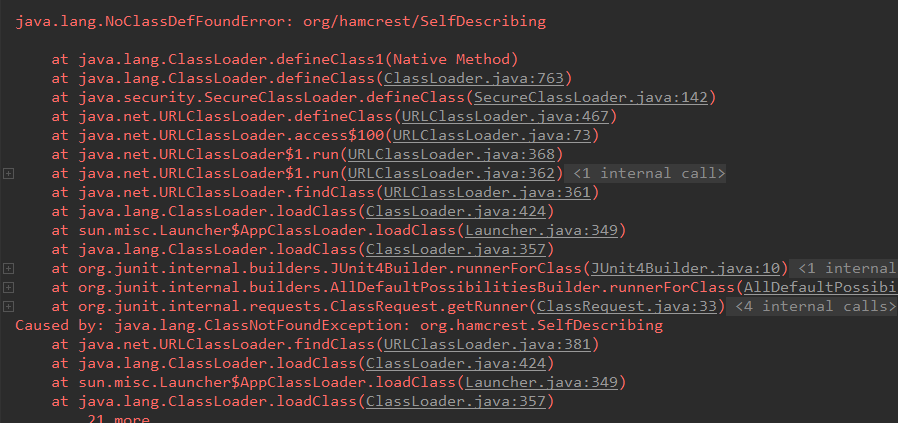 java.lang.NoClassDefFoundError: org/hamcrest/SelfDescribing
at java.lang.ClassLoader.defineClass1(Native Method)
at java.lang.ClassLoader.defineClass(ClassLoader.java:763)
at java.security.SecureClassLoader.defineClass(SecureClassLoader.java:142)
at java.net.URLClassLoader.defineClass(URLClassLoader.java:467)
at java.net.URLClassLoader.access$100(URLClassLoader.java:73)
at java.net.URLClassLoader$1.run(URLClassLoader.java:368)
at java.net.URLClassLoader$1.run(URLClassLoader.java:362) <1 internal call>
at java.net.URLClassLoader.findClass(URLClassLoader.java:361)
at java.lang.ClassLoader.loadClass(ClassLoader.java:424)
at sun.misc.Launcher$AppClassLoader.loadClass(Launcher.java:349)
at java.lang.ClassLoader.loadClass(ClassLoader.java:357)
at org.junit.internal.builders.JUnit4Builder.runnerForClass(JUnit4Builder.java:10) <1 internal
at org.junit.internal.builders.AllDefaultPossibilitiesBuilder.runnerForClass(AllDefaultPossibi
at org.junit.internal.requests.ClassRequest.getRunner(ClassRequest.java:33) <4 internal calls>
Caused by: java.lang.ClassNotFoundException: org.hamcrest.SelfDescribing
at java.net.URLClassLoader.findClass(URLClassLoader.java:381)
at java.lang.ClassLoader.loadClass(ClassLoader.java:424)
at sun.misc.Launcher$AppClassLoader.loadClass(Launcher.java:349)
at java.lang.ClassLoader.loadClass(ClassLoader.java:357)
21 more